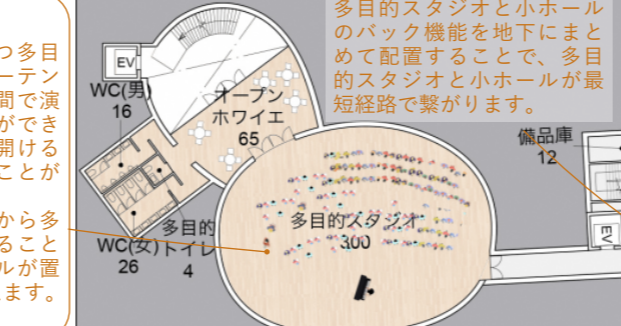 つ多目
ーテン
間で演
ができ
開ける
ことが
から多
ること
ルが置
ます。
多目的スタジオと小ホール
のバック機能を地下にまと
めて配置することで、多目
的スタジオと小ホールが最
短経路で繋がります。
EV
WC(男)
16
オープン
ホワイエ
65
備品庫
12
多目的スタジオ
300
多目的
トイレ
4
WC(女)
26
EV